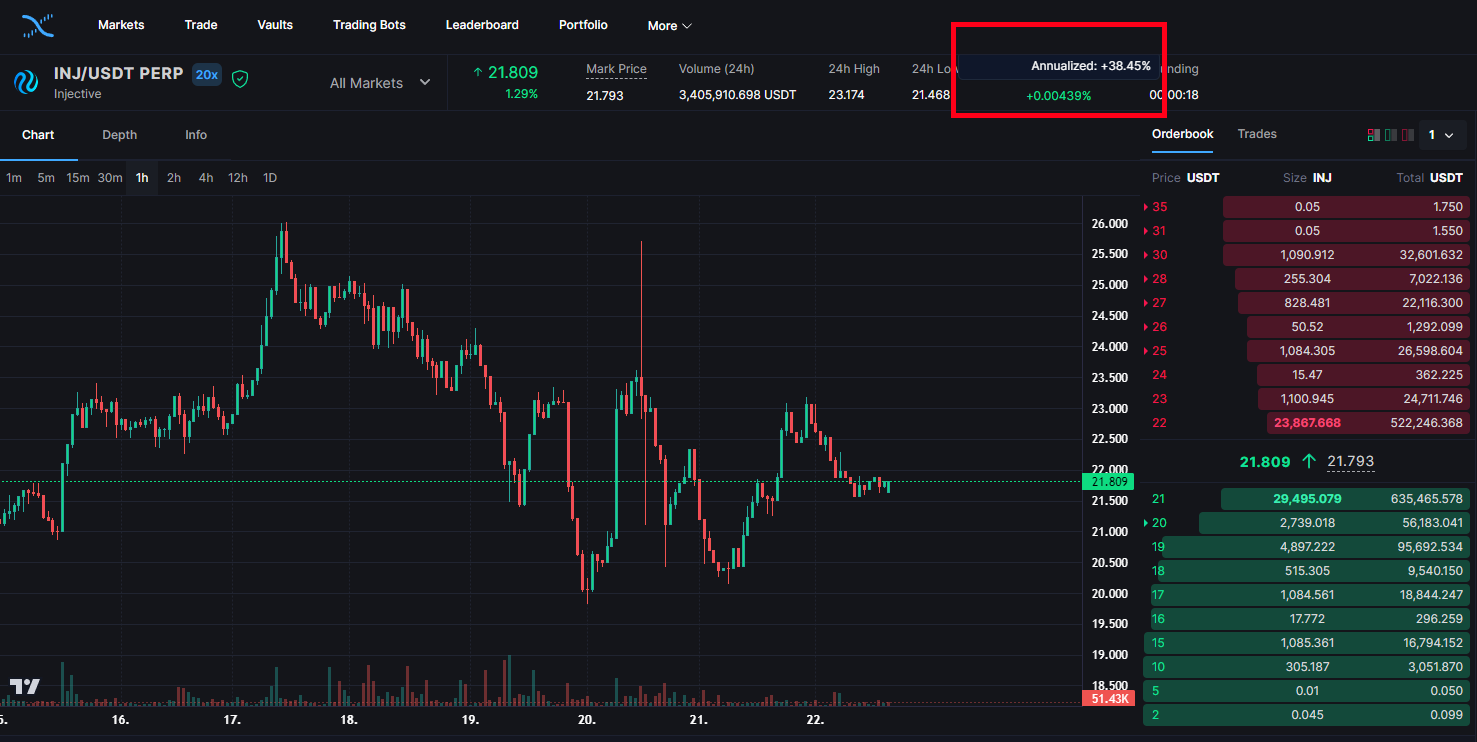 Markets Trade Vaults Trading Bots Leaderboard Portfolio More
INJ/USDT PERP 20x
Injective
All Markets
21.809
1.29%
Mark Price
21.793
Volume (24h)
3,405,910.698 USDT
24h High
23.174
24h Lo
21.468
Annualized: +38.45%
+0.00439%
nding
00:00:18
Chart Depth Info
1m 5m 15m 30m 1h 2h 4h 12h 1D
26.000
25.500
25.000
24.500
24.000
23.500
23.000
22.500
22.000
21.809
21.500
21.000
20.500
20.000
19.500
19.000
18.500
51.43K
5. 16. 17. 18. 19. 20. 21. 22.
Orderbook Trades 1
Price USDT Size INJ Total USDT
35 0.05 1.750
31 0.05 1.550
30 1,090.912 32,601.632
28 255.304 7,022.136
27 828.481 22,116.300
26 50.52 1,292.099
25 1,084.305 26,598.604
24 15.47 362.225
23 1,100.945 24,711.746
22 23,867.668 522,246.368
21.809 21.793
21 29,495.079 635,465.578
20 2,739.018 56,183.041
19 4,897.222 95,692.534
18 515.305 9,540.150
17 1,084.561 18,844.247
16 17.772 296.259
15 1,085.361 16,794.152
10 305.187 3,051.870
5 0.01 0.050
2 0.045 0.099